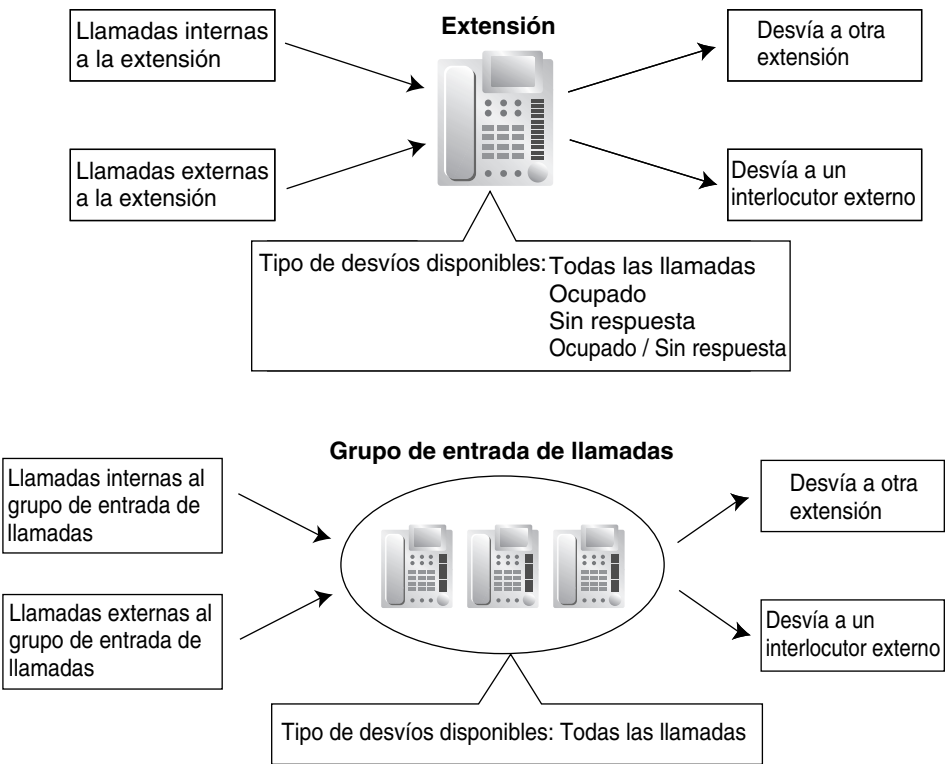 Extensión
Llamadas internas
a la extensión
Desvía a otra
extensión
Llamadas externas
a la extensión
Desvía a un
interlocutor externo
Tipo de desvíos disponibles: Todas las llamadas
Ocupado
Sin respuesta
Ocupado / Sin respuesta
Grupo de entrada de llamadas
Llamadas internas al
grupo de entrada de
llamadas
Desvía a otra
extensión
Llamadas externas al
grupo de entrada de
llamadas
Desvía a un
interlocutor externo
Tipo de desvíos disponibles: Todas las llamadas